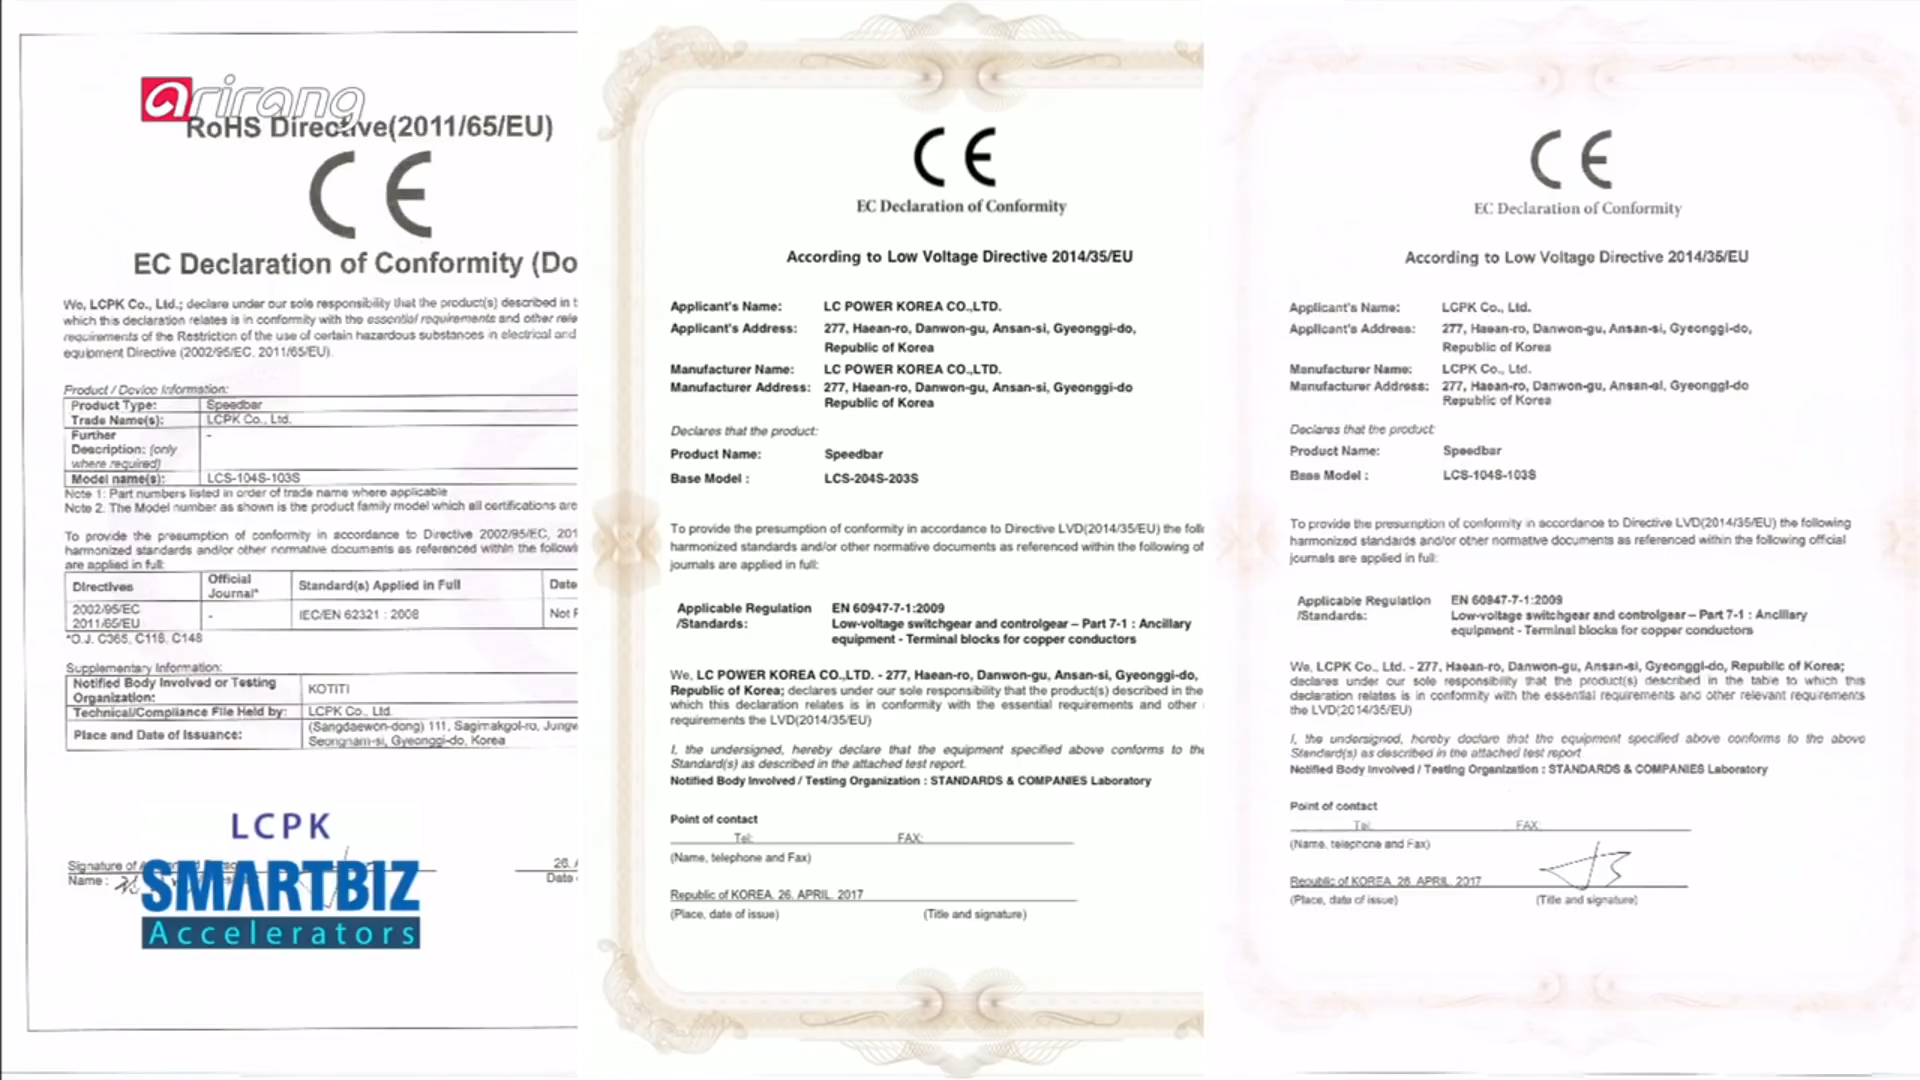 arirang
RoHS Directive(2011/65/EU)
CE
EC Declaration of Conformity (Do
We, LCPK Co., Ltd.; declare under our sole responsibility that the product(s) described in t
which this declaration relates is in conformity with the essential requirements and other rele
requirements of the Restriction of the use of certain hazardous substances in electrical and
equipment Directive (2002/95/EC, 2011/65/EU).
Product / Device Information:
Product Type: Speedbar
Trade Name(s): LCPK Co., Ltd.
Further
Description: (only
where required)
-
Model name(s): LCS-104S-103S
Note 1: Part numbers listed in order of trade name where applicable
Note 2. The Model number as shown is the product family model which all certifications are
To provide the presumption of conformity in accordance to Directive 2002/95/EC, 201
harmonized standards and/or other normative documents as referenced within the followi
are applied in full:
Directives Official Journal* Standard(s) Applied in Full Date
2002/95/EC
2011/65/EU
- IEC/EN 62321 : 2008 Not F
*O.J. C365, C116, C148
Supplementary Information:
Notified Body Involved or Testing
Organization:
KOTITI
Technical/Compliance File Held by: LCPK Co., Ltd.
Place and Date of Issuance:
(Sangdaewon-dong) 111, Sagimakgol-ro, Jungw
Seongnam-si, Gyeonggi-do, Korea
LCPK
Signature of
26. A
Name :
Date
SMARTBIZ
Accelerators
CE
EC Declaration of Conformity
According to Low Voltage Directive 2014/35/EU
Applicant's Name: LC POWER KOREA CO.,LTD.
Applicant's Address: 277, Haean-ro, Danwon-gu, Ansan-si, Gyeonggi-do,
Republic of Korea
Manufacturer Name: LC POWER KOREA CO.,LTD.
Manufacturer Address: 277, Haean-ro, Danwon-gu, Ansan-si, Gyeonggi-do
Republic of Korea
Declares that the product:
Product Name: Speedbar
Base Model : LCS-204S-203S
To provide the presumption of conformity in accordance to Directive LVD(2014/35/EU) the foll
harmonized standards and/or other normative documents as referenced within the following of
journals are applied in full:
Applicable Regulation EN 60947-7-1:2009
/Standards: Low-voltage switchgear and controlgear – Part 7-1 : Ancillary
equipment - Terminal blocks for copper conductors
We, LC POWER KOREA CO.,LTD. - 277, Haean-ro, Danwon-gu, Ansan-si, Gyeonggi-do,
Republic of Korea; declares under our sole responsibility that the product(s) described in the
which this declaration relates is in conformity with the essential requirements and other
requirements the LVD(2014/35/EU)
I, the undersigned, hereby declare that the equipment specified above conforms to the
Standard(s) as described in the attached test report.
Notified Body Involved / Testing Organization : STANDARDS & COMPANIES Laboratory
Point of contact
Tel: FAX:
(Name, telephone and Fax)
Republic of KOREA. 26. APRIL. 2017
(Place, date of issue) (Title and signature)
CE
EC Declaration of Conformity
According to Low Voltage Directive 2014/35/EU
Applicant's Name: LCPK Co., Ltd.
Applicant's Address: 277, Haean-ro, Danwon-gu, Ansan-si, Gyeonggi-do,
Republic of Korea
Manufacturer Name: LCPK Co., Ltd.
Manufacturer Address: 277, Haean-ro, Danwon-gu, Ansan-si, Gyeonggi-do
Republic of Korea
Declares that the product:
Product Name: Speedbar
Base Model : LCS-104S-103S
To provide the presumption of conformity in accordance to Directive LVD(2014/35/EU) the following
harmonized standards and/or other normative documents as referenced within the following official
journals are applied in full:
Applicable Regulation EN 60947-7-1:2009
/Standards: Low-voltage switchgear and controlgear – Part 7-1 : Ancillary
equipment - Terminal blocks for copper conductors
We, LCPK Co., Ltd. - 277, Haean-ro, Danwon-gu, Ansan-si, Gyeonggi-do, Republic of Korea;
declares under our sole responsibility that the product(s) described in the table to which this
declaration relates is in conformity with the essential requirements and other relevant requirements
the LVD(2014/35/EU)
I, the undersigned, hereby declare that the equipment specified above conforms to the above
Standard(s) as described in the attached test report
Notified Body Involved / Testing Organization : STANDARDS & COMPANIES Laboratory
Point of contact
Tel: FAX:
(Name, telephone and Fax)
Republic of KOREA. 26. APRIL. 2017
(Place, date of issue) (Title and signature)